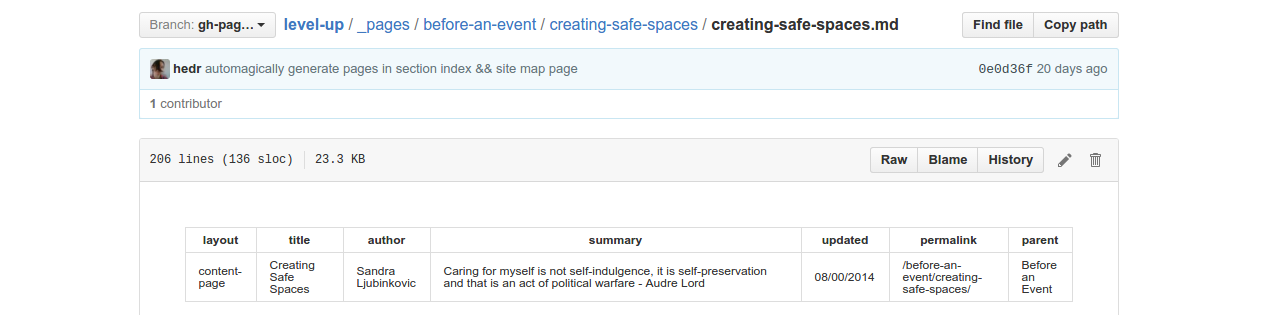 Branch: gh-pag… level-up / _pages / before-an-event / creating-safe-spaces / creating-safe-spaces.md Find file Copy path
hedr automagically generate pages in section index && site map page 0e0d36f 20 days ago
1 contributor
206 lines (136 sloc) 23.3 KB Raw Blame History
layout title author summary updated permalink parent
content-page
Creating Safe Spaces
Sandra Ljubinkovic
Caring for myself is not self-indulgence, it is self-preservation
and that is an act of political warfare - Audre Lord
08/00/2014
/before-an-
event/creating-
safe-spaces/
Before
an
Event